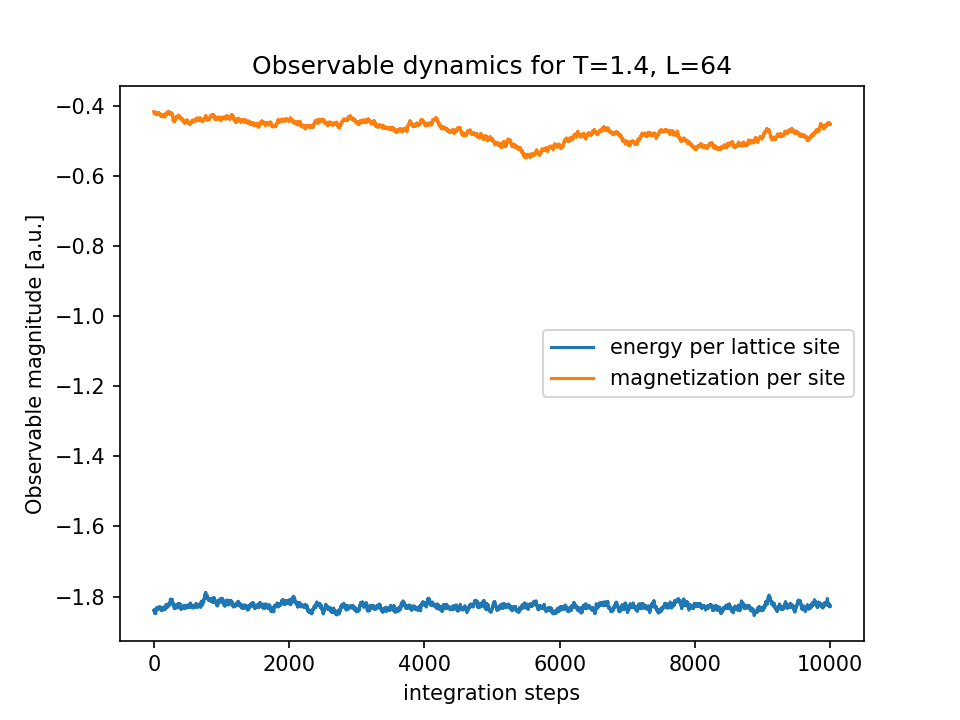 Observable dynamics for T=1.4, L=64
Observable magnitude [a.u.]
−0.4
−0.6
−0.8
−1.0
−1.2
−1.4
−1.6
−1.8
energy per lattice site
magnetization per site
0 2000 4000 6000 8000 10000
integration steps